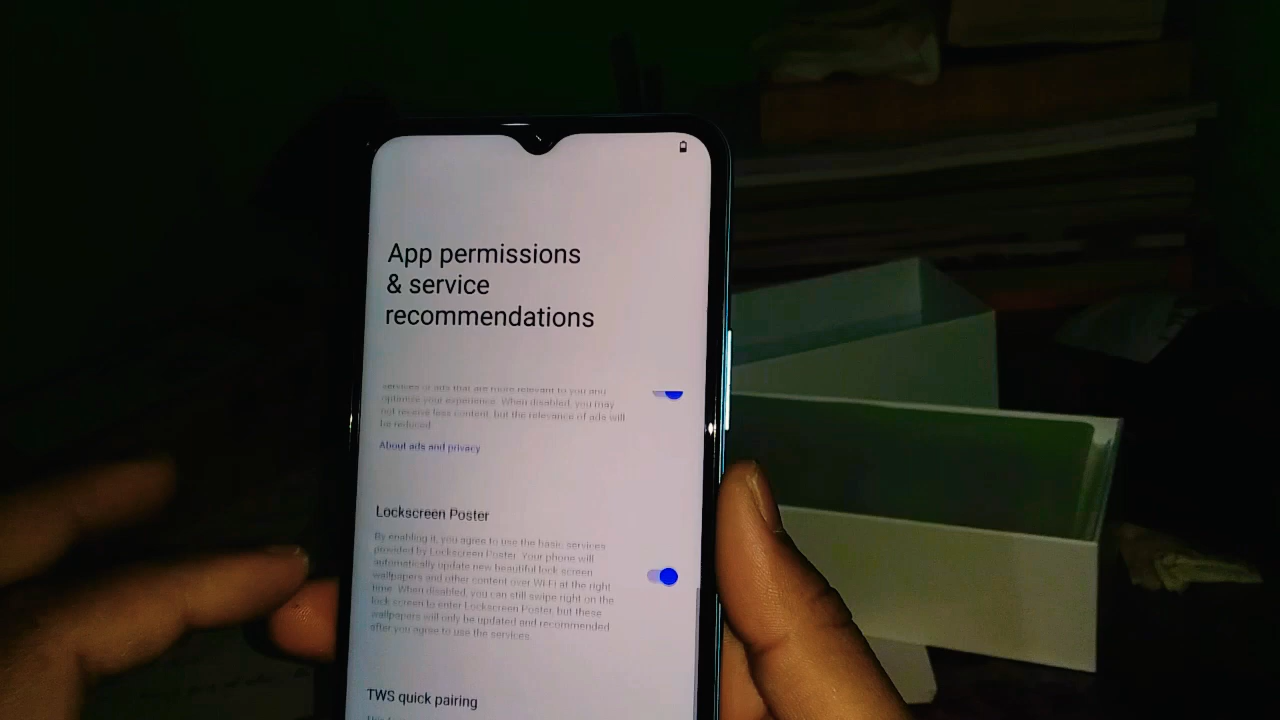 App permissions
& service
recommendations
services or ads that are more relevant to you any
optimize your experience. When disabled, you may
not receive less content, but the relevance of ads will
be reduced.
About ads and privacy
Lockscreen Poster
By enabling it, you agree to use the basic services
provided by Lockscreen Poster. Your phone will
automatically update new beautiful lock screen
wallpapers and other content over Wi-Fi at the right
time. When disabled, you can still swipe right on the
lock screen to enter Lockscreen Poster, but these
wallpapers will only be updated and recommended
after you agree to use the services.
TWS quick pairing